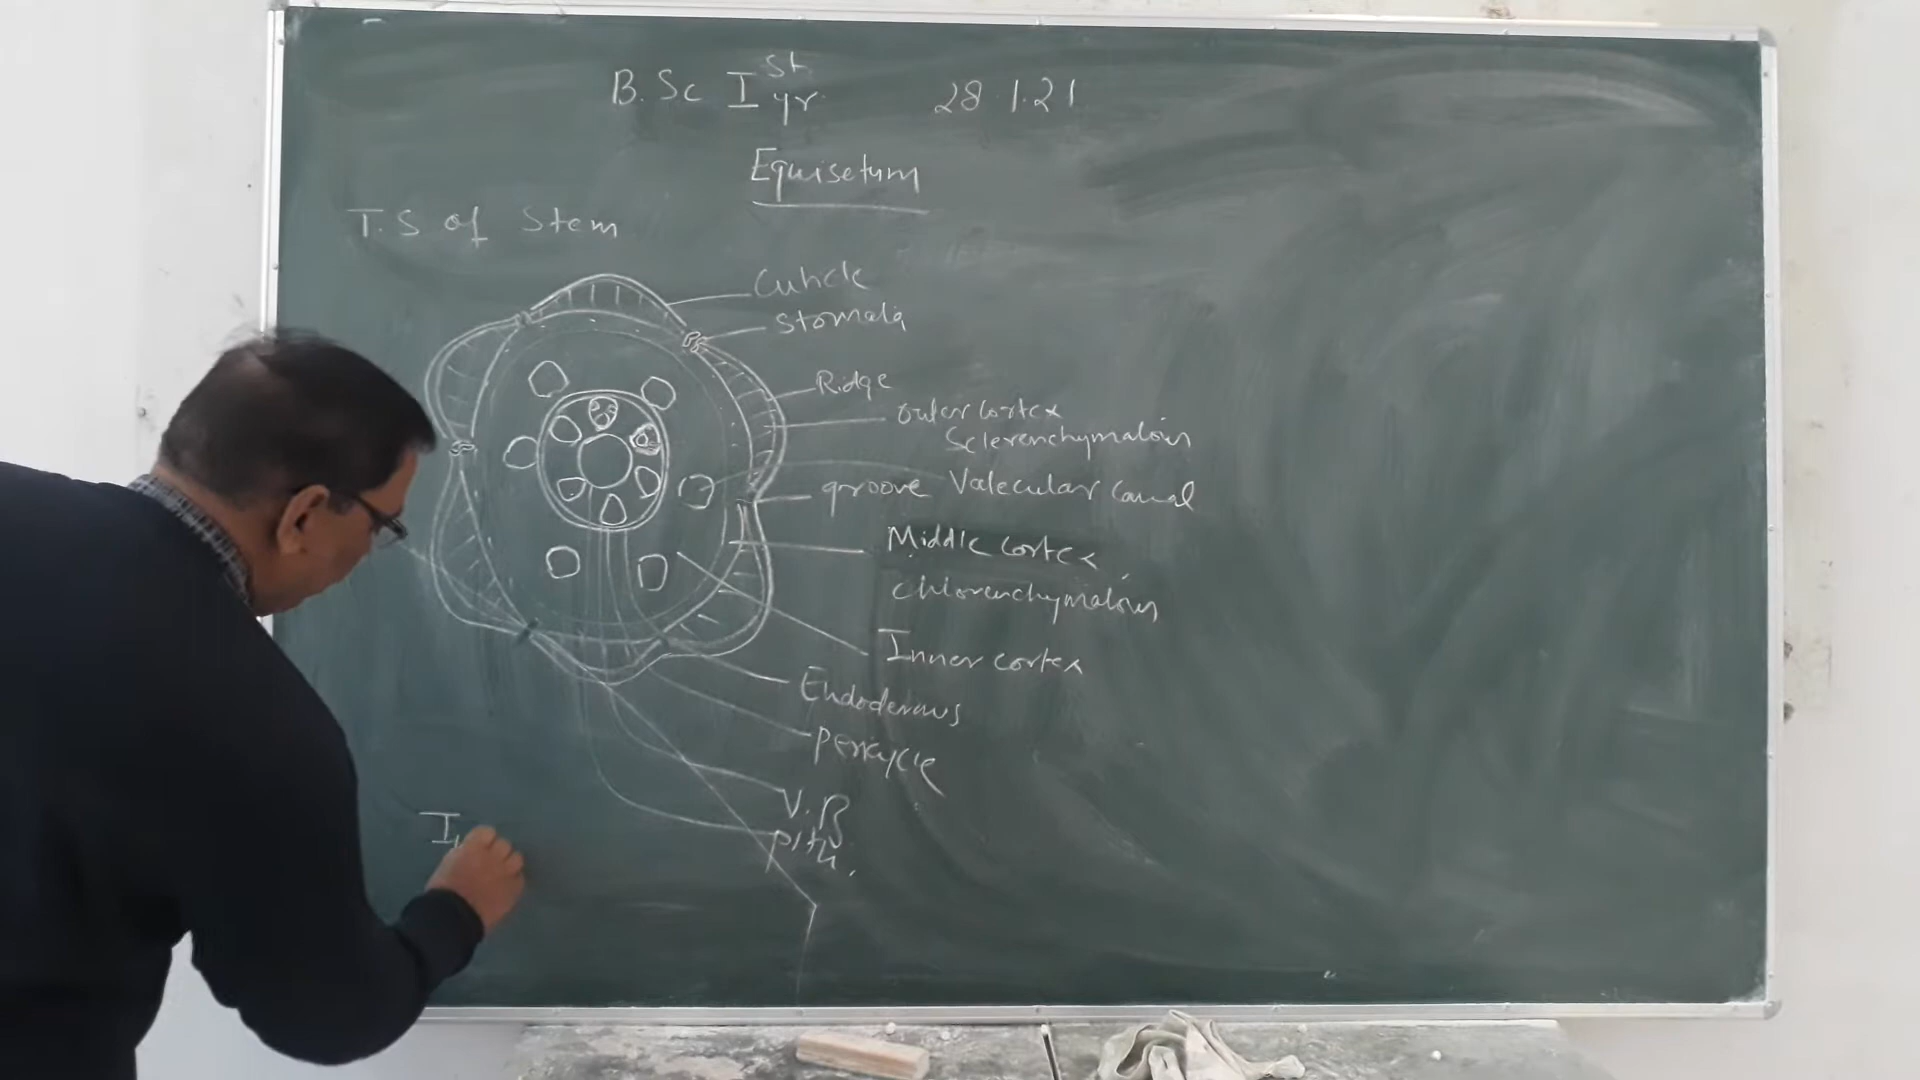 B.Sc Ist yr. 28.1.21
Equisetum
T.S of Stem
Cuticle
Stomata
Ridge
outer cortex
Sclerenchymatous
groove
Valecular canal
Middle cortex
chlorenchymatous
Inner cortex
Endodermis
Pericycle
V.B
pith